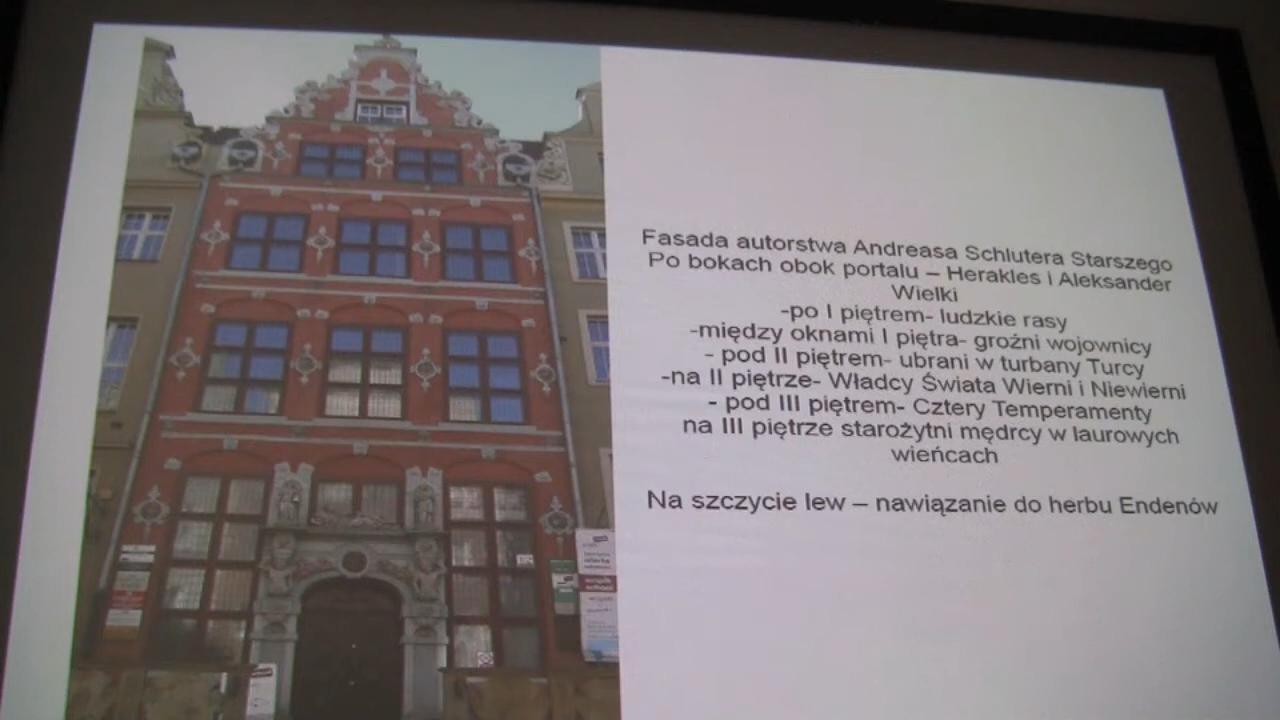 Fasada autorstwa Andreasa Schlutera Starszego
Po bokach obok portalu – Herakles i Aleksander
Wielki
-po I piętrem- ludzkie rasy
-między oknami I piętra- groźni wojownicy
- pod II piętrem- ubrani w turbany Turcy
-na II piętrze- Władcy Świata Wierni i Niewierni
- pod III piętrem- Cztery Temperamenty
na III piętrze starożytni mędrcy w laurowych
wieńcach
Na szczycie lew – nawiązanie do herbu Endenów